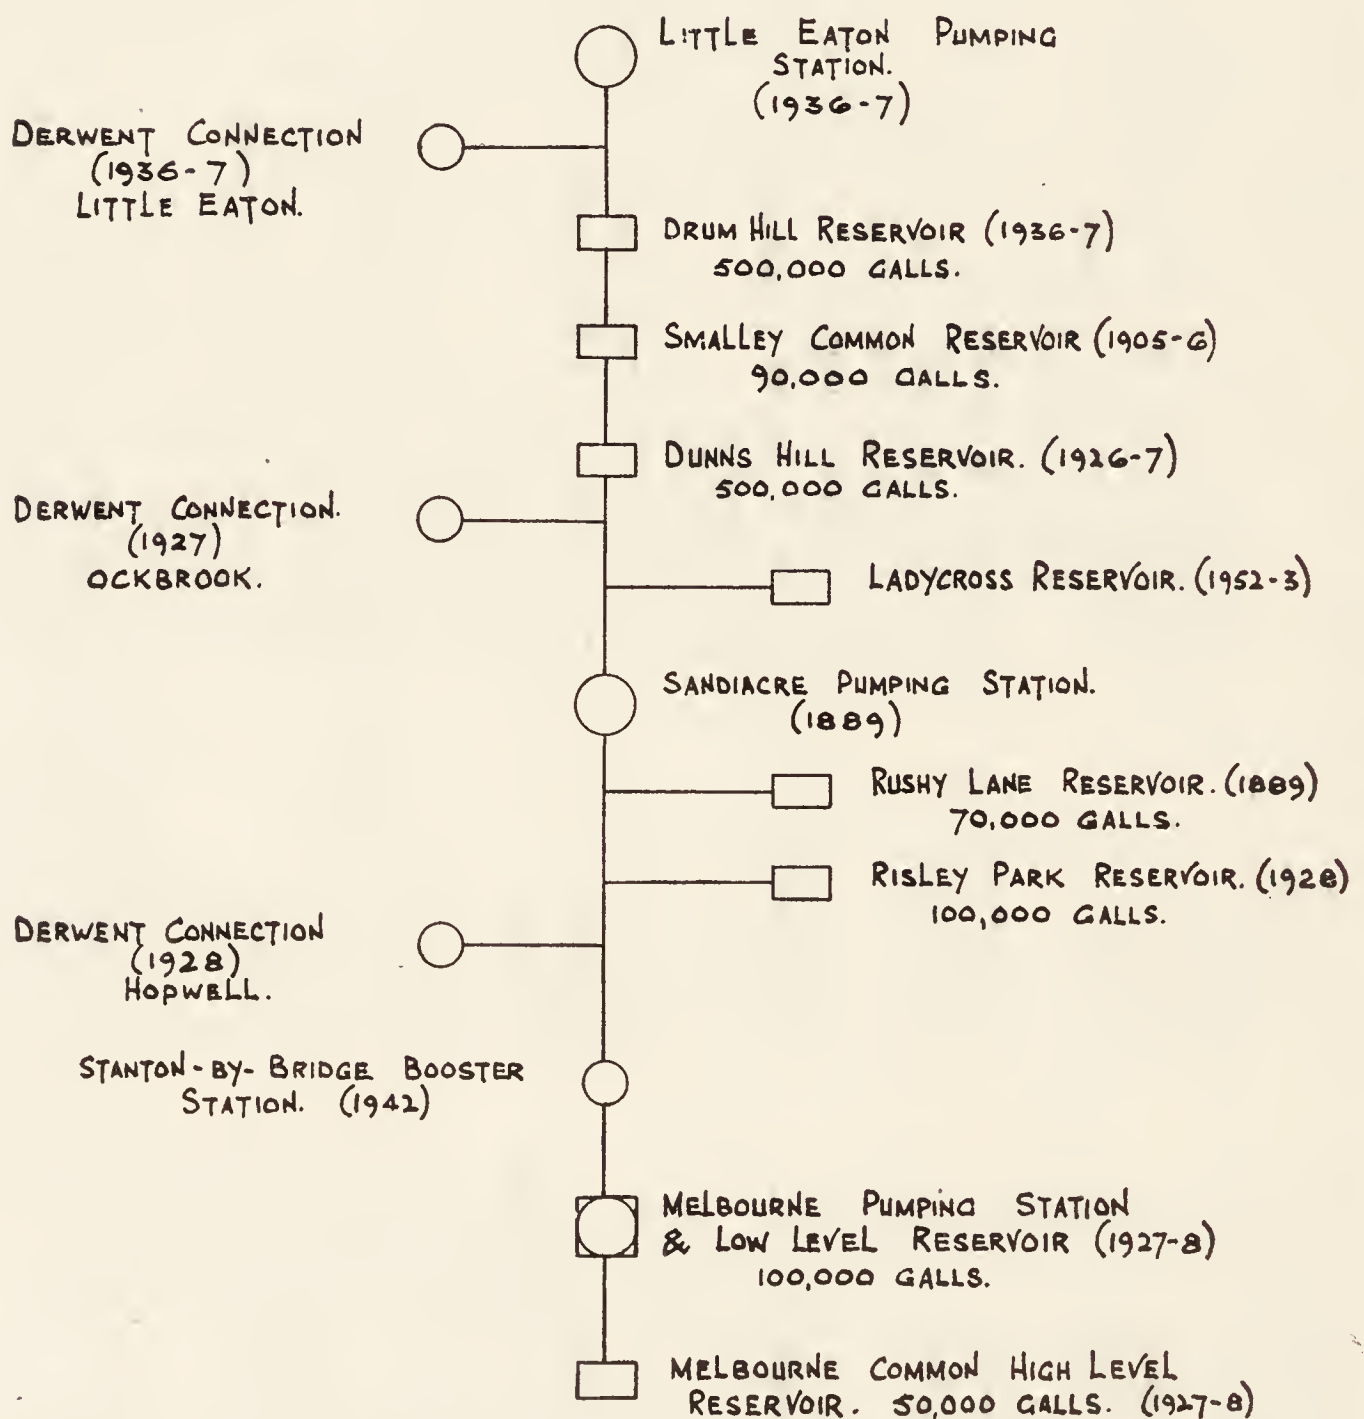 LITTLE EATON PUMPING
STATION.
(1936-7)
DERWENT CONNECTION
(1936-7)
LITTLE EATON.
DRUM HILL RESERVOIR (1936-7)
500,000 GALLS.
SMALLEY COMMON RESERVOIR (1905-6)
90,000 GALLS.
DUNNS HILL RESERVOIR. (1926-7)
500,000 GALLS.
DERWENT CONNECTION.
(1927)
OCKBROOK.
LADYCROSS RESERVOIR. (1952-3)
SANDIACRE PUMPING STATION.
(1889)
RUSHY LANE RESERVOIR. (1889)
70,000 GALLS.
RISLEY PARK RESERVOIR. (1928)
100,000 GALLS.
DERWENT CONNECTION
(1928)
HOPWELL.
STANTON-BY-BRIDGE BOOSTER
STATION. (1942)
MELBOURNE PUMPING STATION
& LOW LEVEL RESERVOIR (1927-8)
100,000 GALLS.
MELBOURNE COMMON HIGH LEVEL
RESERVOIR. 50,000 GALLS. (1927-8)